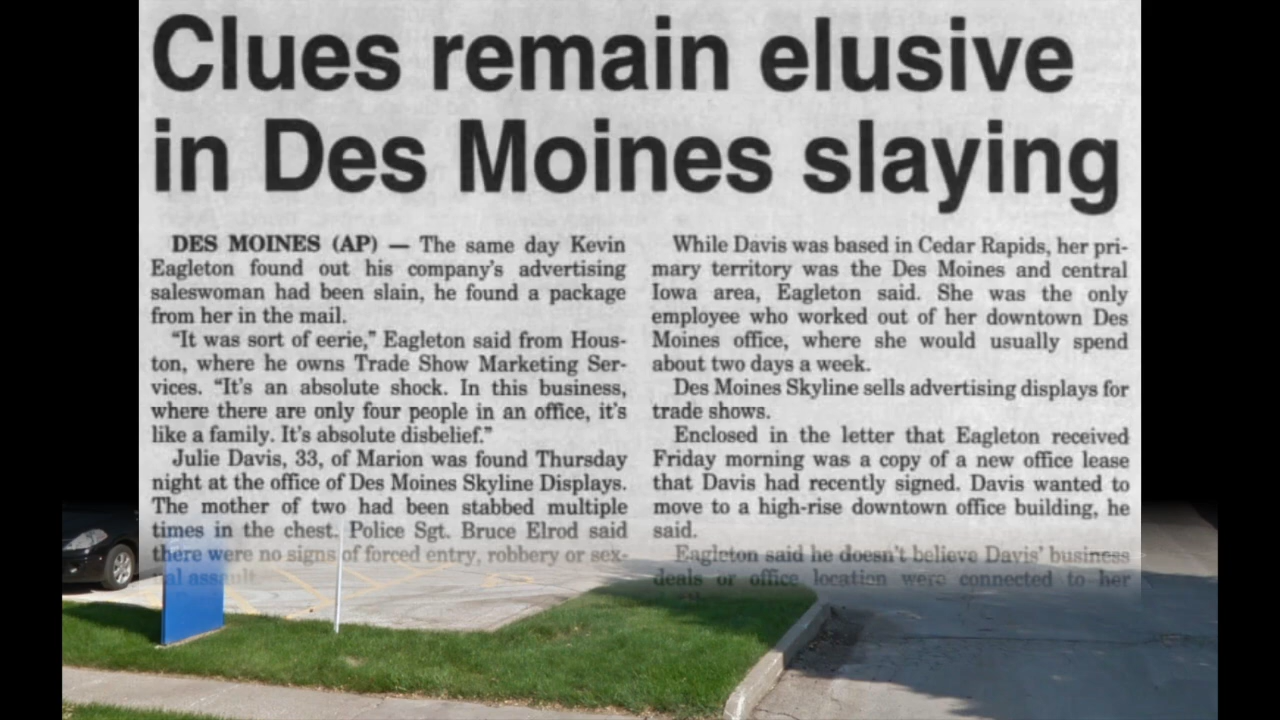 Clues remain elusive
in Des Moines slaying
DES MOINES (AP) — The same day Kevin
Eagleton found out his company's advertising
saleswoman had been slain, he found a package
from her in the mail.
"It was sort of eerie," Eagleton said from Hous-
ton, where he owns Trade Show Marketing Ser-
vices. "It's an absolute shock. In this business,
where there are only four people in an office, it's
like a family. It's absolute disbelief."
Julie Davis, 33, of Marion was found Thursday
night at the office of Des Moines Skyline Displays.
The mother of two had been stabbed multiple
times in the chest. Police Sgt. Bruce Elrod said
there were no signs of forced entry, robbery or sex-
ual assault
While Davis was based in Cedar Rapids, her pri-
mary territory was the Des Moines and central
Iowa area, Eagleton said. She was the only
employee who worked out of her downtown Des
Moines office, where she would usually spend
about two days a week.
Des Moines Skyline sells advertising displays for
trade shows.
Enclosed in the letter that Eagleton received
Friday morning was a copy of a new office lease
that Davis had recently signed. Davis wanted to
move to a high-rise downtown office building, he
said.
Eagleton said he doesn't believe Davis' business
deals or office location were connected to her